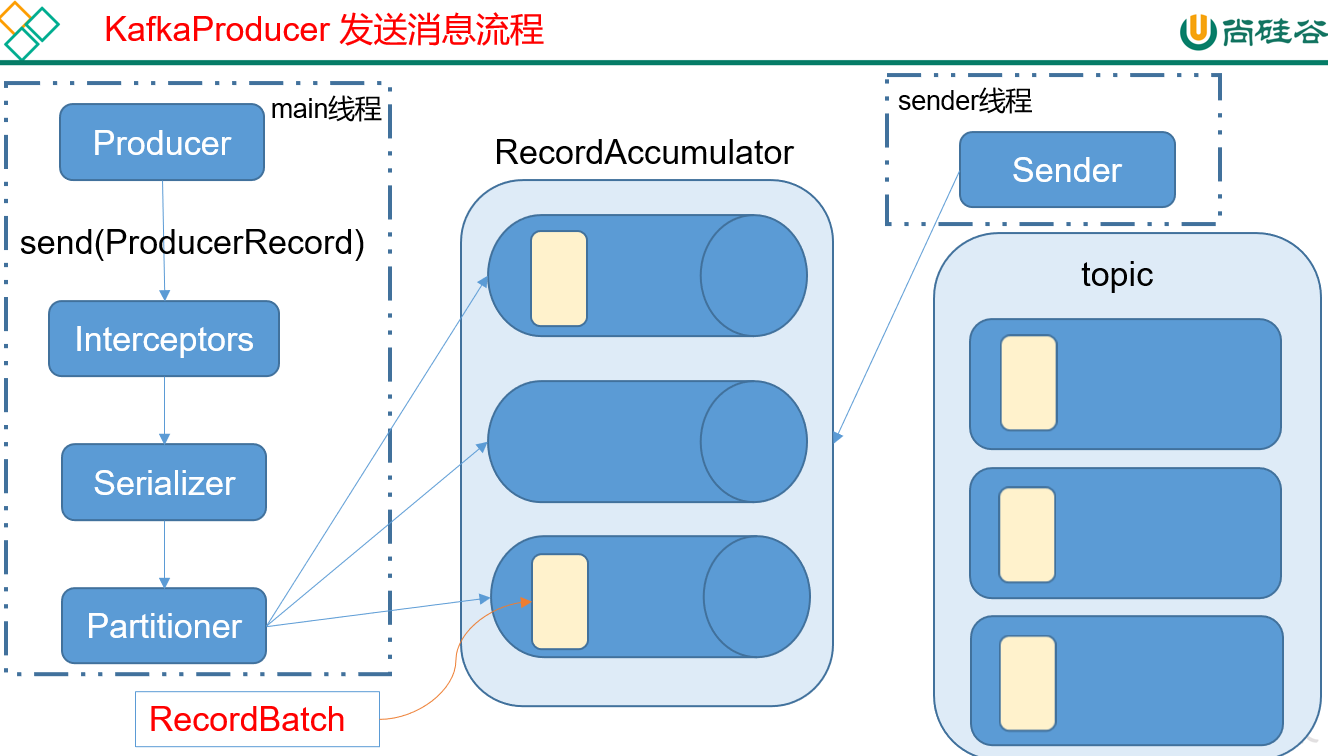 KafkaProducer 发送消息流程
尚硅谷
main线程
Producer
send(ProducerRecord)
Interceptors
Serializer
Partitioner
RecordBatch
RecordAccumulator
sender线程
Sender
topic